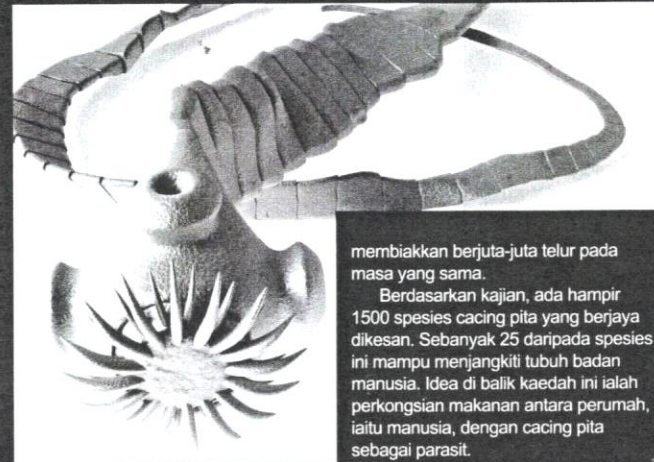 membiakkan berjuta-juta telur pada
masa yang sama.
Berdasarkan kajian, ada hampir
1500 spesies cacing pita yang berjaya
dikesan. Sebanyak 25 daripada spesies
ini mampu menjangkiti tubuh badan
manusia. Idea di balik kaedah ini ialah
perkongsian makanan antara perumah,
iaitu manusia, dengan cacing pita
sebagai parasit.